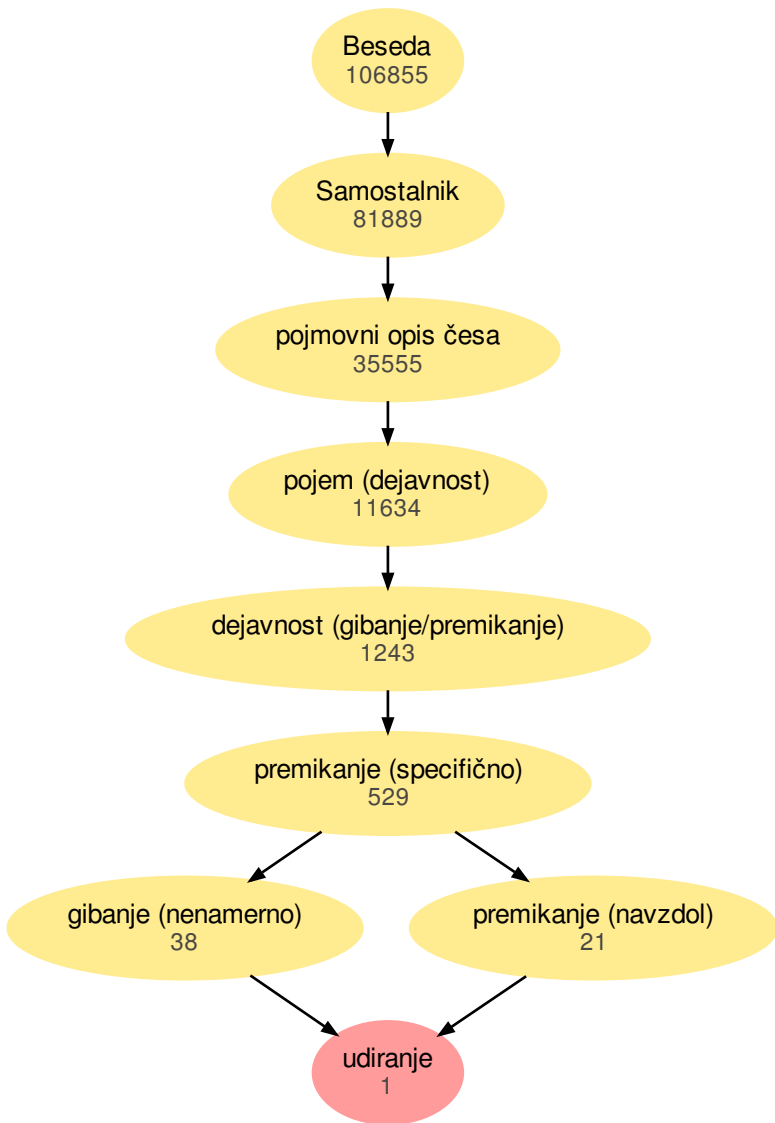 Beseda
106855
Samostalnik
81889
pojmovni opis česa
35555
pojem (dejavnost)
11634
dejavnost (gibanje/premikanje)
1243
premikanje (specifično)
529
gibanje (nenamerno)
38
premikanje (navzdol)
21
udiranje
1